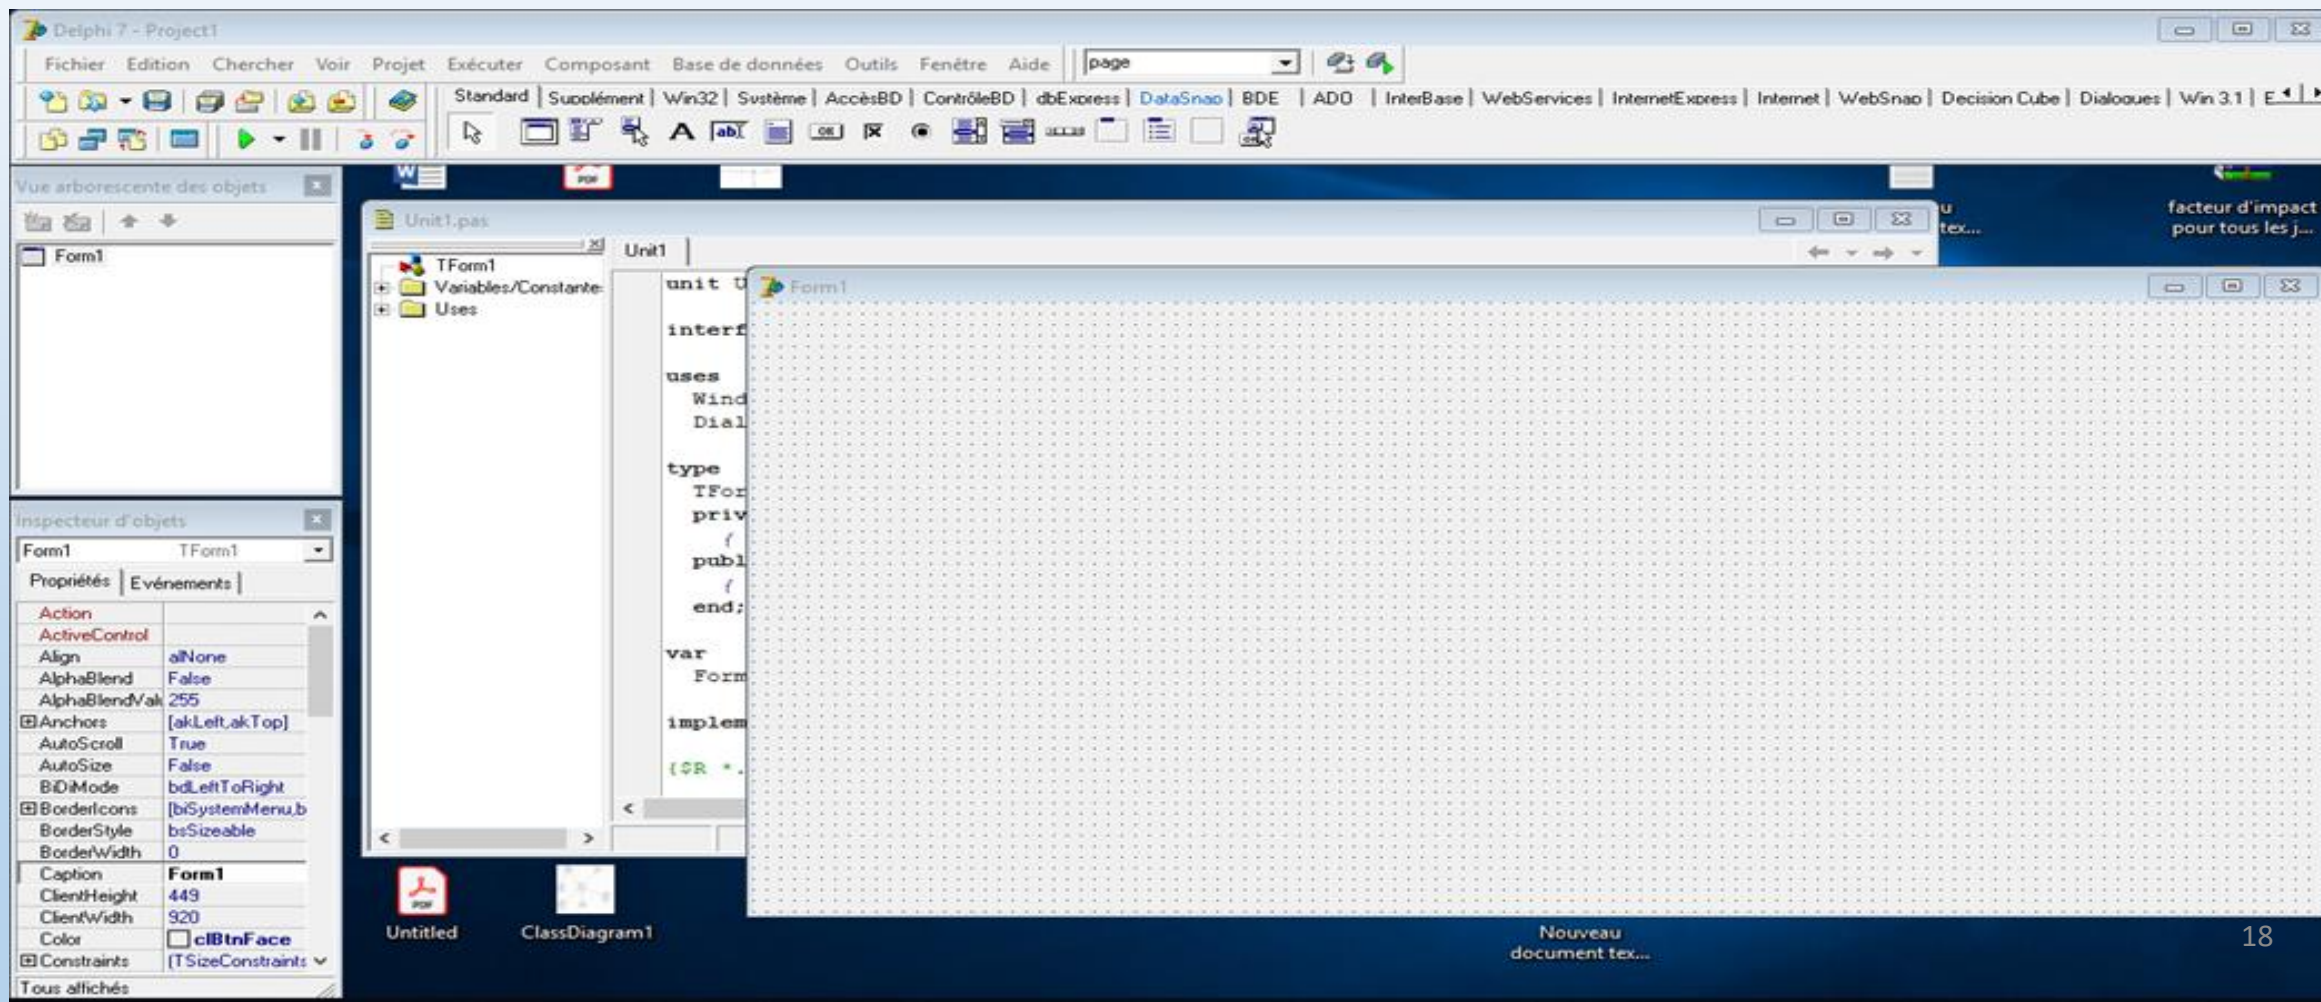 Delphi 7 - Project1
Fichier Edition Chercher Voir Projet Exécuter Composant Base de données Outils Fenêtre Aide page
Standard Supplément Win32 Système AccèsBD ContrôleBD dbExpress DataSnap BDE ADO InterBase WebServices InternetExpress Internet WebSnap Decision Cube Dialogues Win 3.1 E
A abI OK
Vue arborescente des objets
Form1
W PDF
u
tex...
facteur d'impact
pour tous les j...
Unit1.pas
Unit1
TForm1
Variables/Constante
Uses
unit U
interf
uses
Wind
Dial
type
TFor
priv
{
publ
{
end;
var
Form
implem
{$R *.
Form1
Inspecteur d'objets
Form1 TForm1
Propriétés Evénements
Action
ActiveControl
Align alNone
AlphaBlend False
AlphaBlendVal 255
Anchors [akLeft,akTop]
AutoScroll True
AutoSize False
BiDiMode bdLeftToRight
BorderIcons [biSystemMenu,b
BorderStyle bsSizeable
BorderWidth 0
Caption Form1
ClientHeight 449
ClientWidth 920
Color clBtnFace
Constraints (TSizeConstraints
Tous affichés
PDF
Untitled
ClassDiagram1
Nouveau
document tex...
18